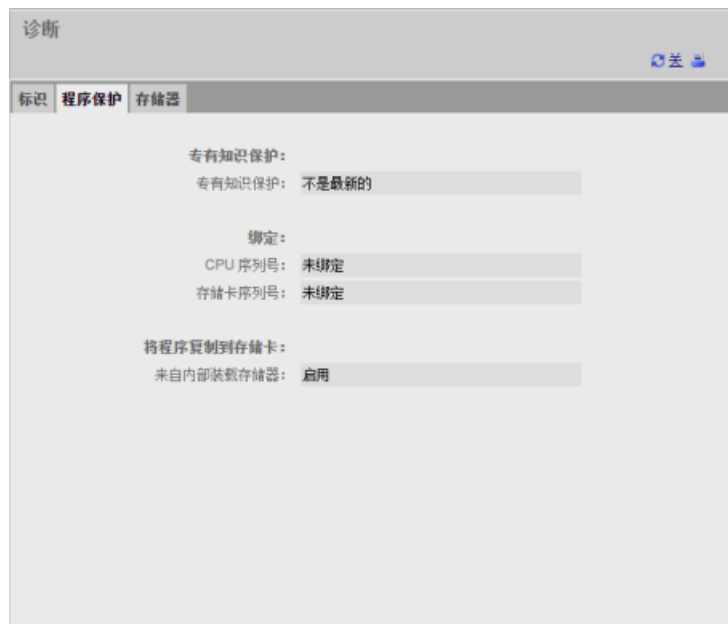 诊断
关
标识 程序保护 存储器
专有知识保护：
专有知识保护： 不是最新的
绑定：
CPU 序列号： 未绑定
存储卡序列号： 未绑定
将程序复制到存储卡：
来自内部装载存储器： 启用